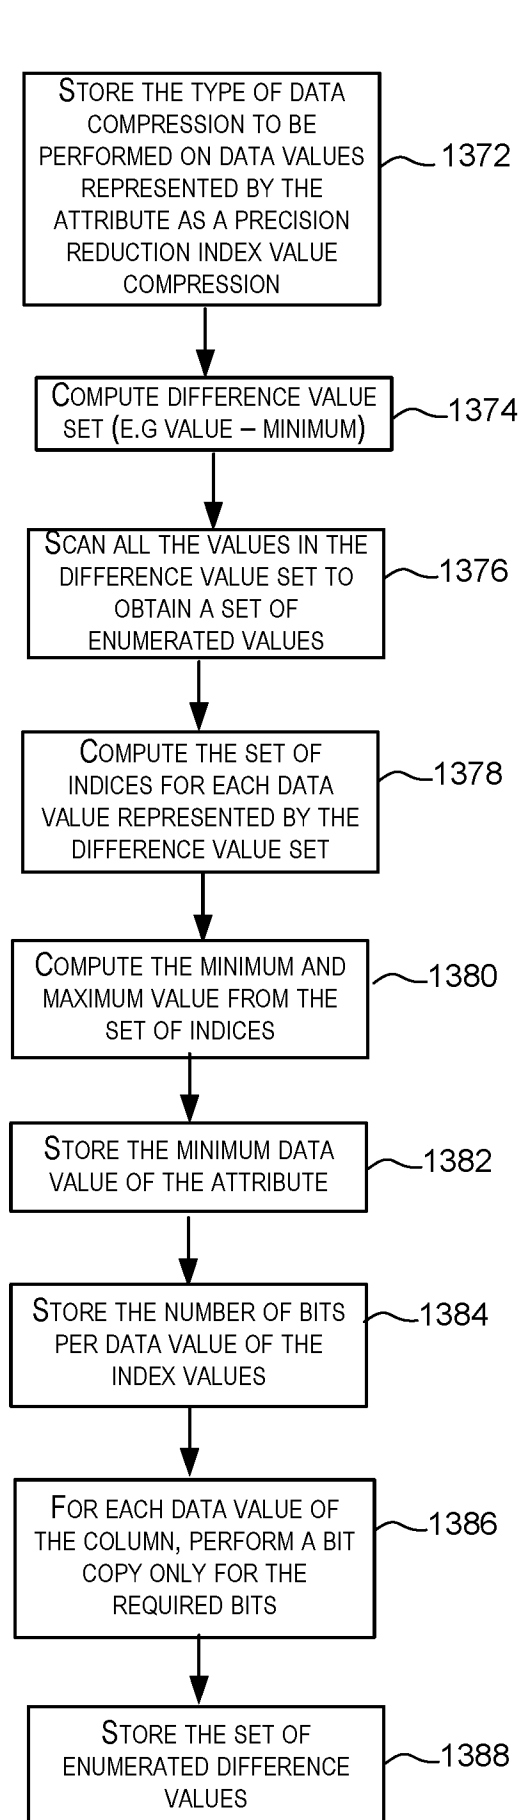 STORE THE TYPE OF DATA
COMPRESSION TO BE
PERFORMED ON DATA VALUES
REPRESENTED BY THE
ATTRIBUTE AS A PRECISION
REDUCTION INDEX VALUE
COMPRESSION
1372
COMPUTE DIFFERENCE VALUE
SET (E.G VALUE – MINIMUM)
1374
SCAN ALL THE VALUES IN THE
DIFFERENCE VALUE SET TO
OBTAIN A SET OF
ENUMERATED VALUES
1376
COMPUTE THE SET OF
INDICES FOR EACH DATA
VALUE REPRESENTED BY THE
DIFFERENCE VALUE SET
1378
COMPUTE THE MINIMUM AND
MAXIMUM VALUE FROM THE
SET OF INDICES
1380
STORE THE MINIMUM DATA
VALUE OF THE ATTRIBUTE
1382
STORE THE NUMBER OF BITS
PER DATA VALUE OF THE
INDEX VALUES
1384
FOR EACH DATA VALUE OF
THE COLUMN, PERFORM A BIT
COPY ONLY FOR THE
REQUIRED BITS
1386
STORE THE SET OF
ENUMERATED DIFFERENCE
VALUES
1388